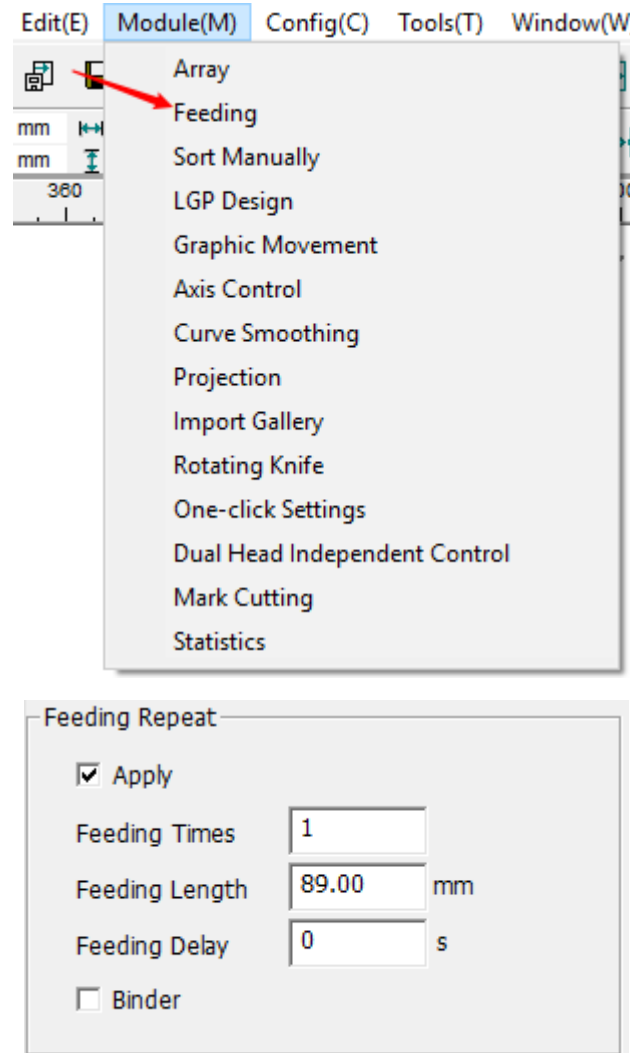 Edit(E) Module(M) Config(C) Tools(T) Window(W
Array
Feeding
mm
Sort Manually
mm
360 LGP Design
Graphic Movement
Axis Control
Curve Smoothing
Projection
Import Gallery
Rotating Knife
One-click Settings
Dual Head Independent Control
Mark Cutting
Statistics
Feeding Repeat
Apply
Feeding Times 1
Feeding Length 89.00 mm
Feeding Delay 0 s
Binder